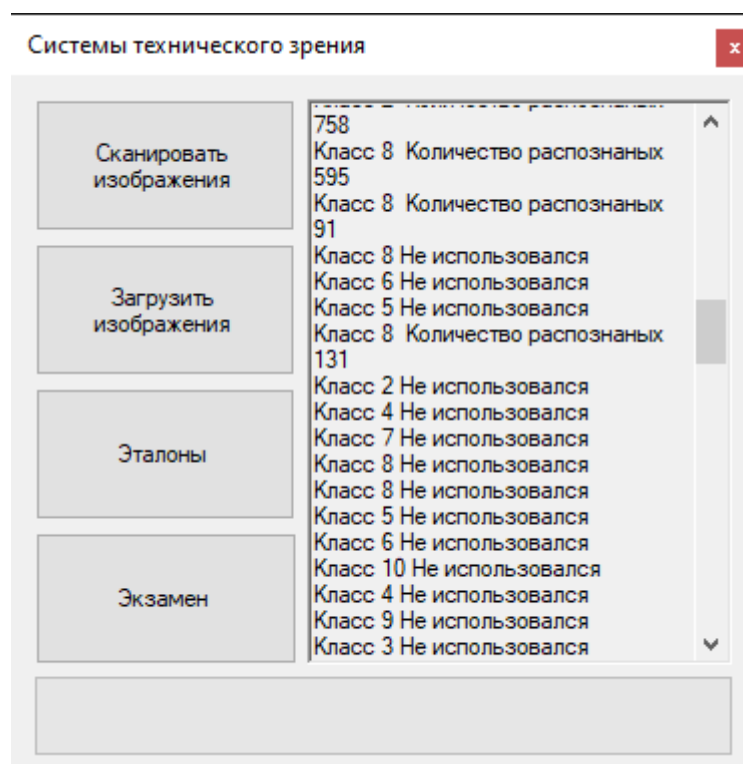 Системы технического зрения
x
Сканировать
изображения
Загрузить
изображения
Эталоны
Экзамен
758
Класс 8 Количество распознаных
595
Класс 8 Количество распознаных
91
Класс 8 Не использовался
Класс 6 Не использовался
Класс 5 Не использовался
Класс 8 Количество распознаных
131
Класс 2 Не использовался
Класс 4 Не использовался
Класс 7 Не использовался
Класс 8 Не использовался
Класс 8 Не использовался
Класс 5 Не использовался
Класс 6 Не использовался
Класс 10 Не использовался
Класс 4 Не использовался
Класс 9 Не использовался
Класс 3 Не использовался